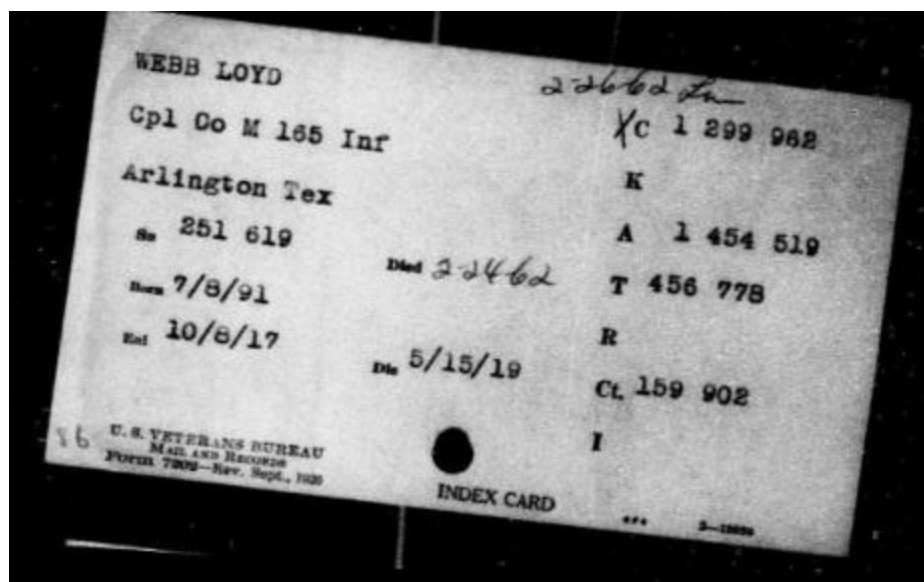 WEBB LOYD
2-26-62
Cpl Co M 165 Inf
XC 1 299 962
Arlington Tex
K
Sn 251 619
A 1 454 519
Died 2-24-62
T 456 778
Born 7/8/91
R
Enl 10/8/17
Dis 5/15/19
Ct. 159 902
I
86
U. S. VETERANS BUREAU
MAIL AND RECORDS
Form 7202—Rev. Sept., 1926
INDEX CARD